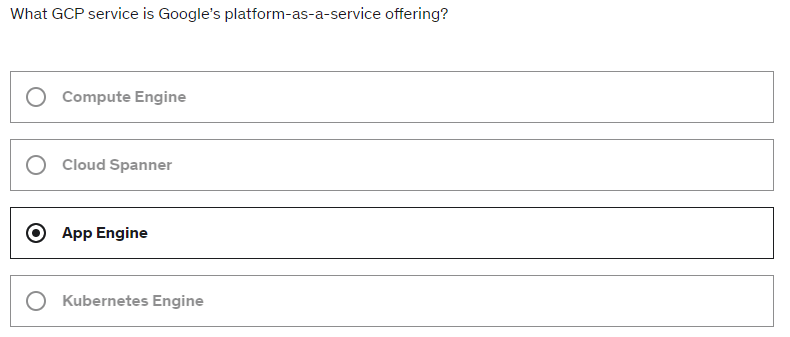 What GCP service is Google’s platform-as-a-service offering?
Compute Engine
Cloud Spanner
App Engine
Kubernetes Engine